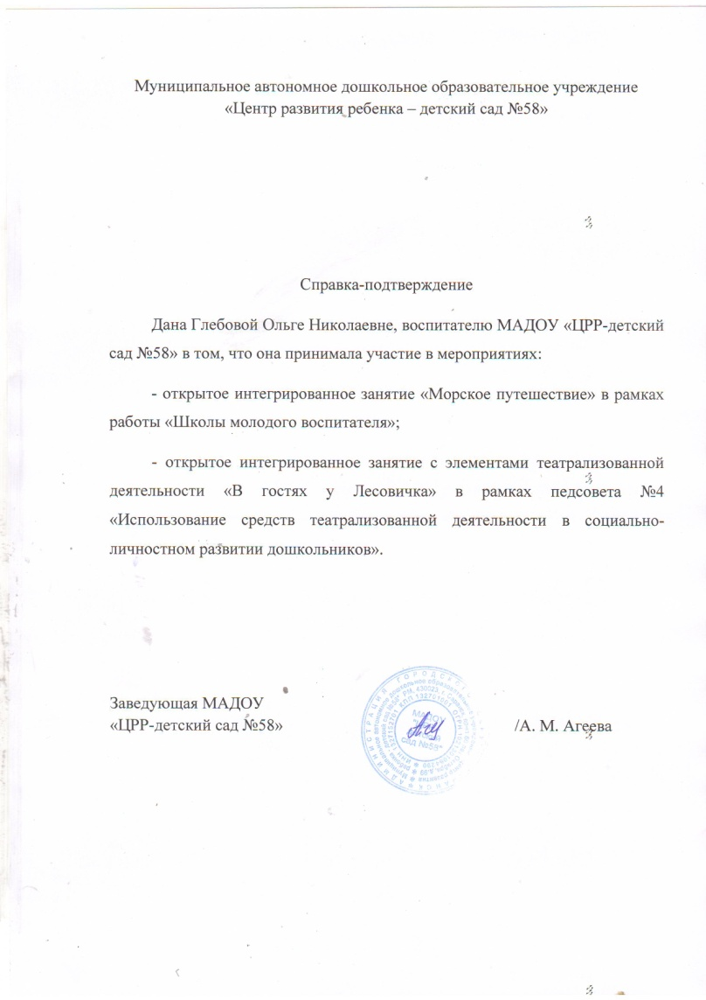 Муниципальное автономное дошкольное образовательное учреждение
«Центр развития ребенка – детский сад №58»
Справка-подтверждение
Дана Глебовой Ольге Николаевне, воспитателю МАДОУ «ЦРР-детский
сад №58» в том, что она принимала участие в мероприятиях:
- открытое интегрированное занятие «Морское путешествие» в рамках
работы «Школы молодого воспитателя»;
- открытое интегрированное занятие с элементами театрализованной
деятельности «В гостях у Лесовичка» в рамках педсовета №4
«Использование средств театрализованной деятельности в социально-
личностном развитии дошкольников».
Заведующая МАДОУ
«ЦРР-детский сад №58»
/А. М. Агеева
МАДОУ
сад №58"